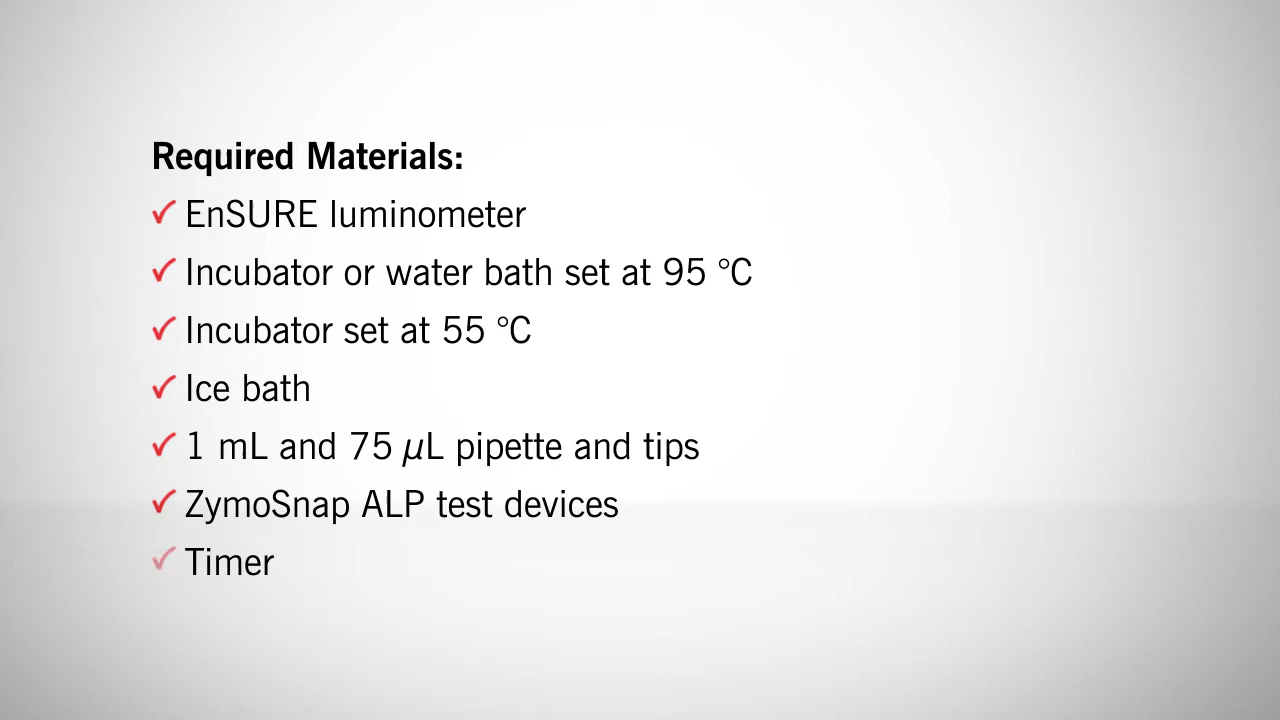 Required Materials:
✓ EnSURE luminometer
✓ Incubator or water bath set at 95 °C
✓ Incubator set at 55 °C
✓ Ice bath
✓ 1 mL and 75 µL pipette and tips
✓ ZymoSnap ALP test devices
✓ Timer